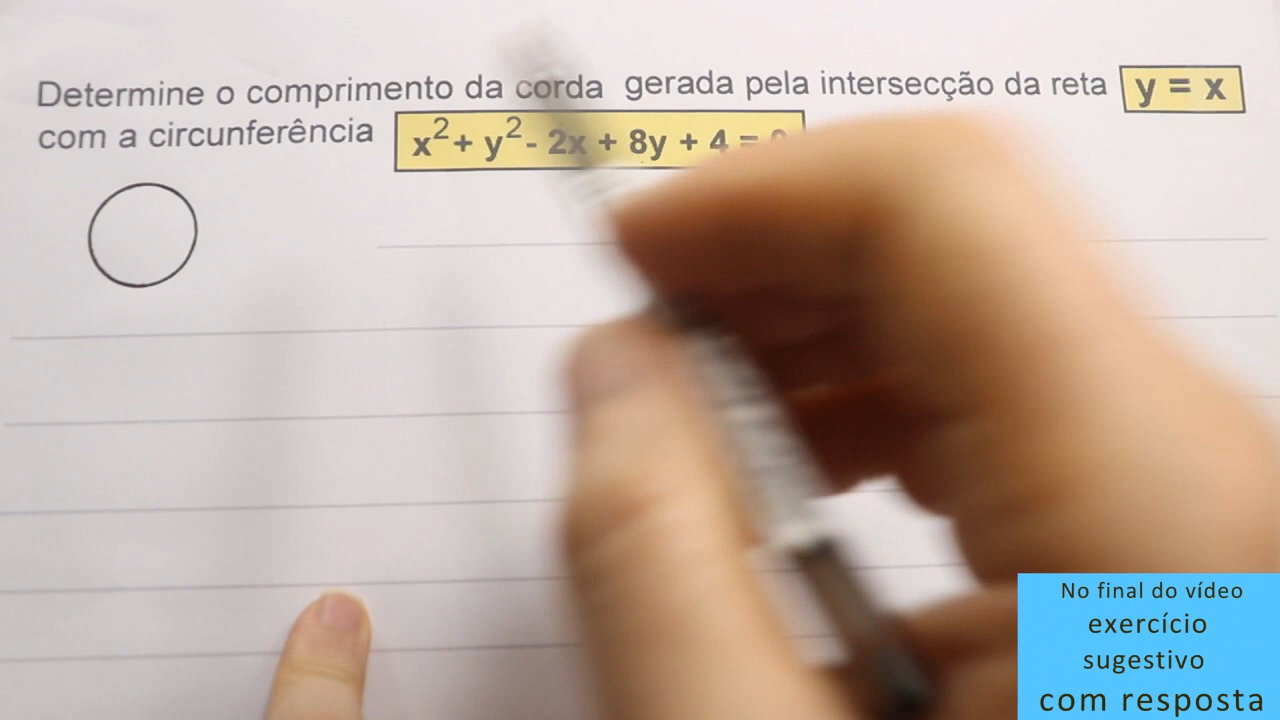 Determine o comprimento da corda gerada pela intersecção da reta y = x
com a circunferência x²+ y²- 2x + 8y + 4 =
No final do vídeo
exercício
sugestivo
com resposta